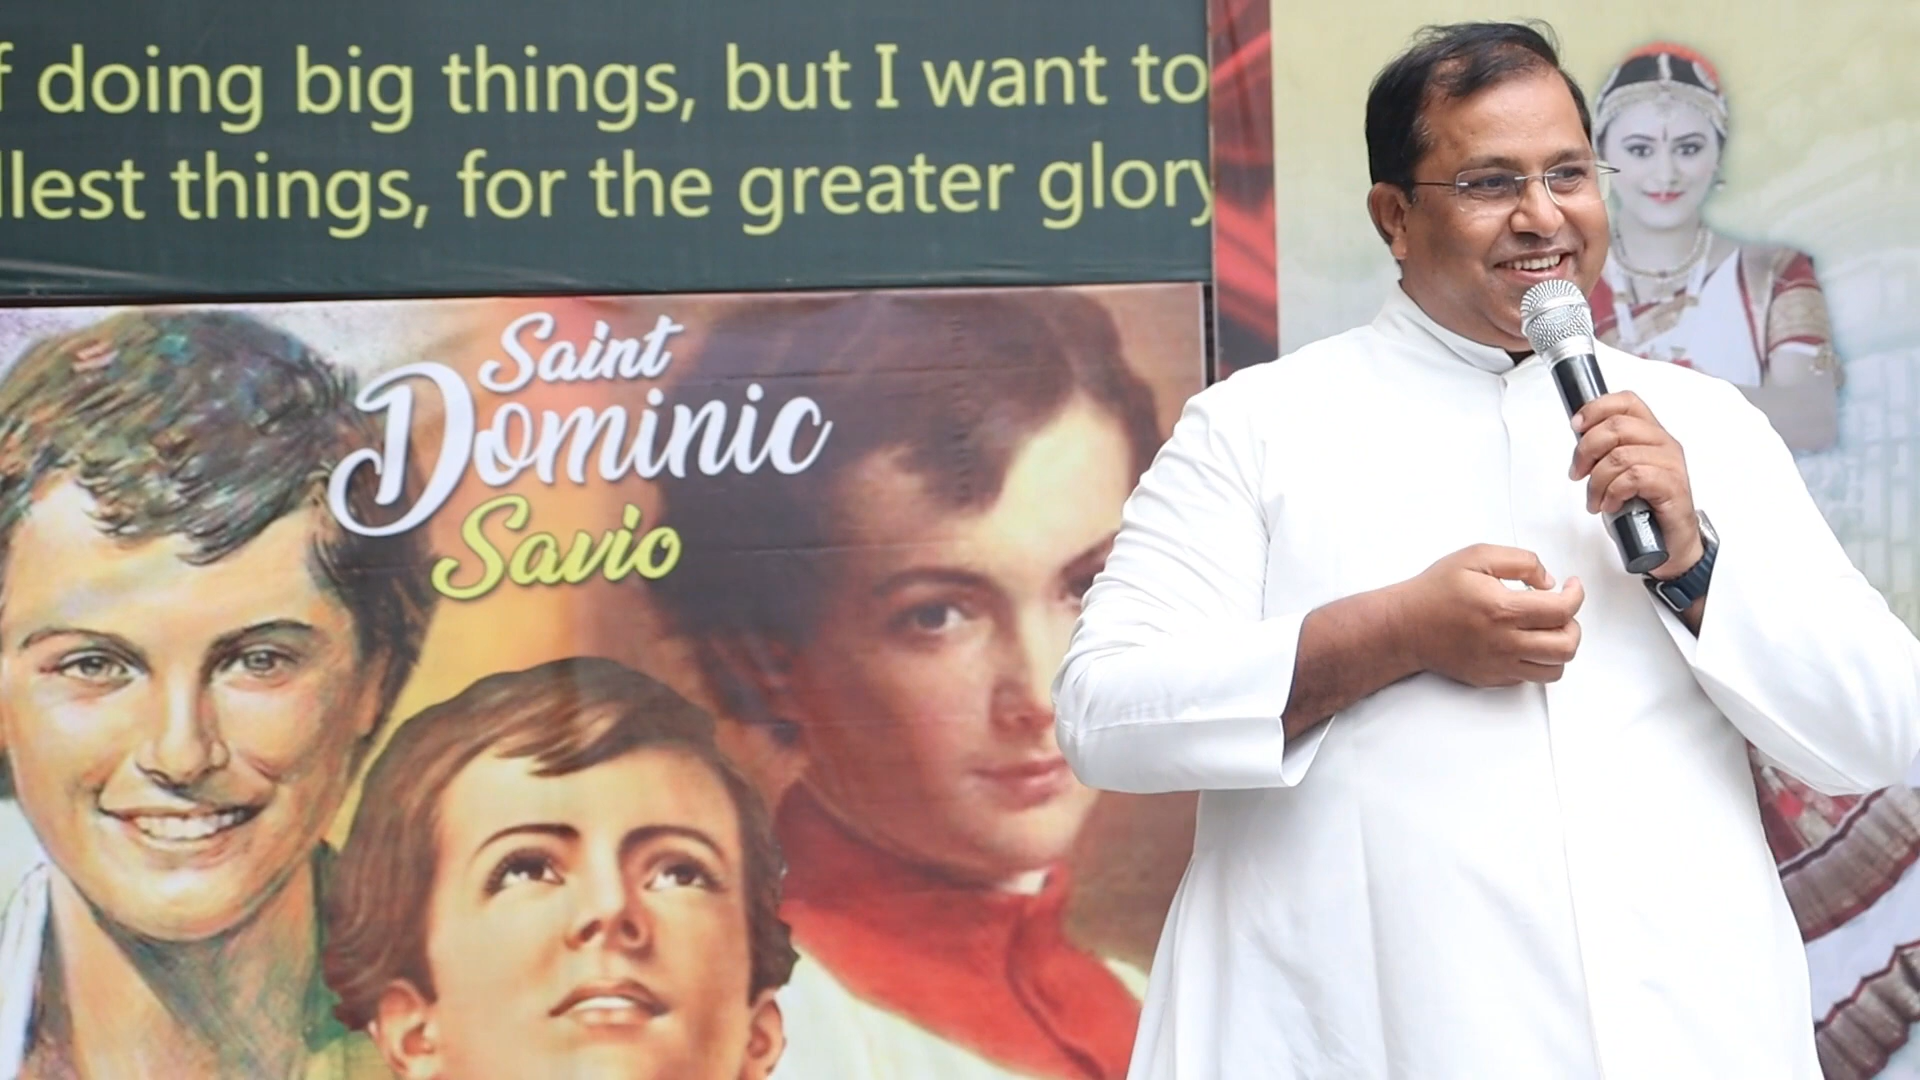 f doing big things, but I want to
llest things, for the greater glory
Saint
Dominic
Savio